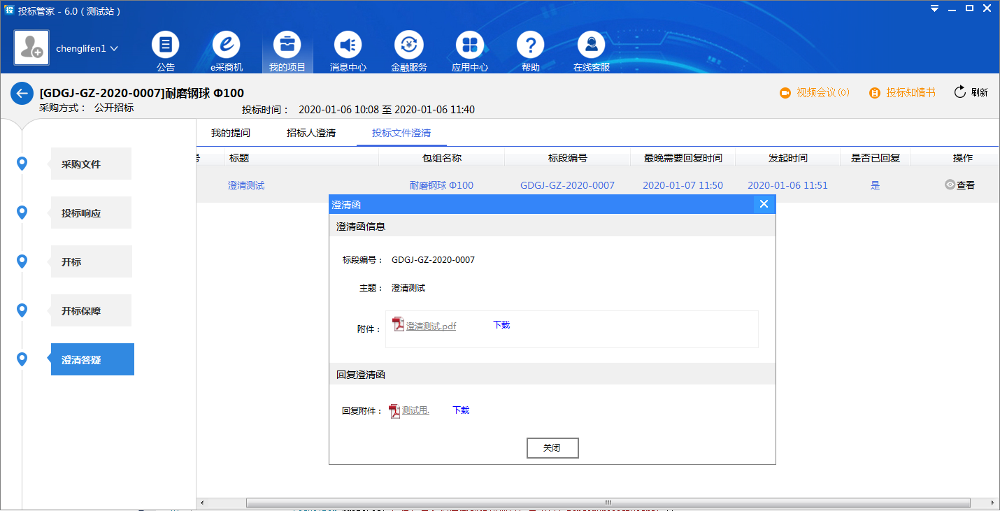 投标管家 - 6.0 ( 测试站 )
chenglifen1
公告
e采商机
我的项目
消息中心
金融服务
应用中心
帮助
在线客服
[GDGJ-GZ-2020-0007]耐磨钢球 Φ100
采购方式： 公开招标
投标时间： 2020-01-06 10:08 至 2020-01-06 11:40
视频会议(0)
投标知情书
刷新
采购文件
投标响应
开标
开标保障
澄清答疑
我的提问 招标人澄清 投标文件澄清
标题 包组名称 标段编号 最晚需要回复时间 发起时间 是否已回复 操作
澄清测试 耐磨钢球 Φ100 GDGJ-GZ-2020-0007 2020-01-07 11:50 2020-01-06 11:51 是 查看
澄清函
澄清函信息
标段编号： GDGJ-GZ-2020-0007
主题： 澄清测试
附件： 澄清测试.pdf 下载
回复澄清函
回复附件： 测试用. 下载
关闭